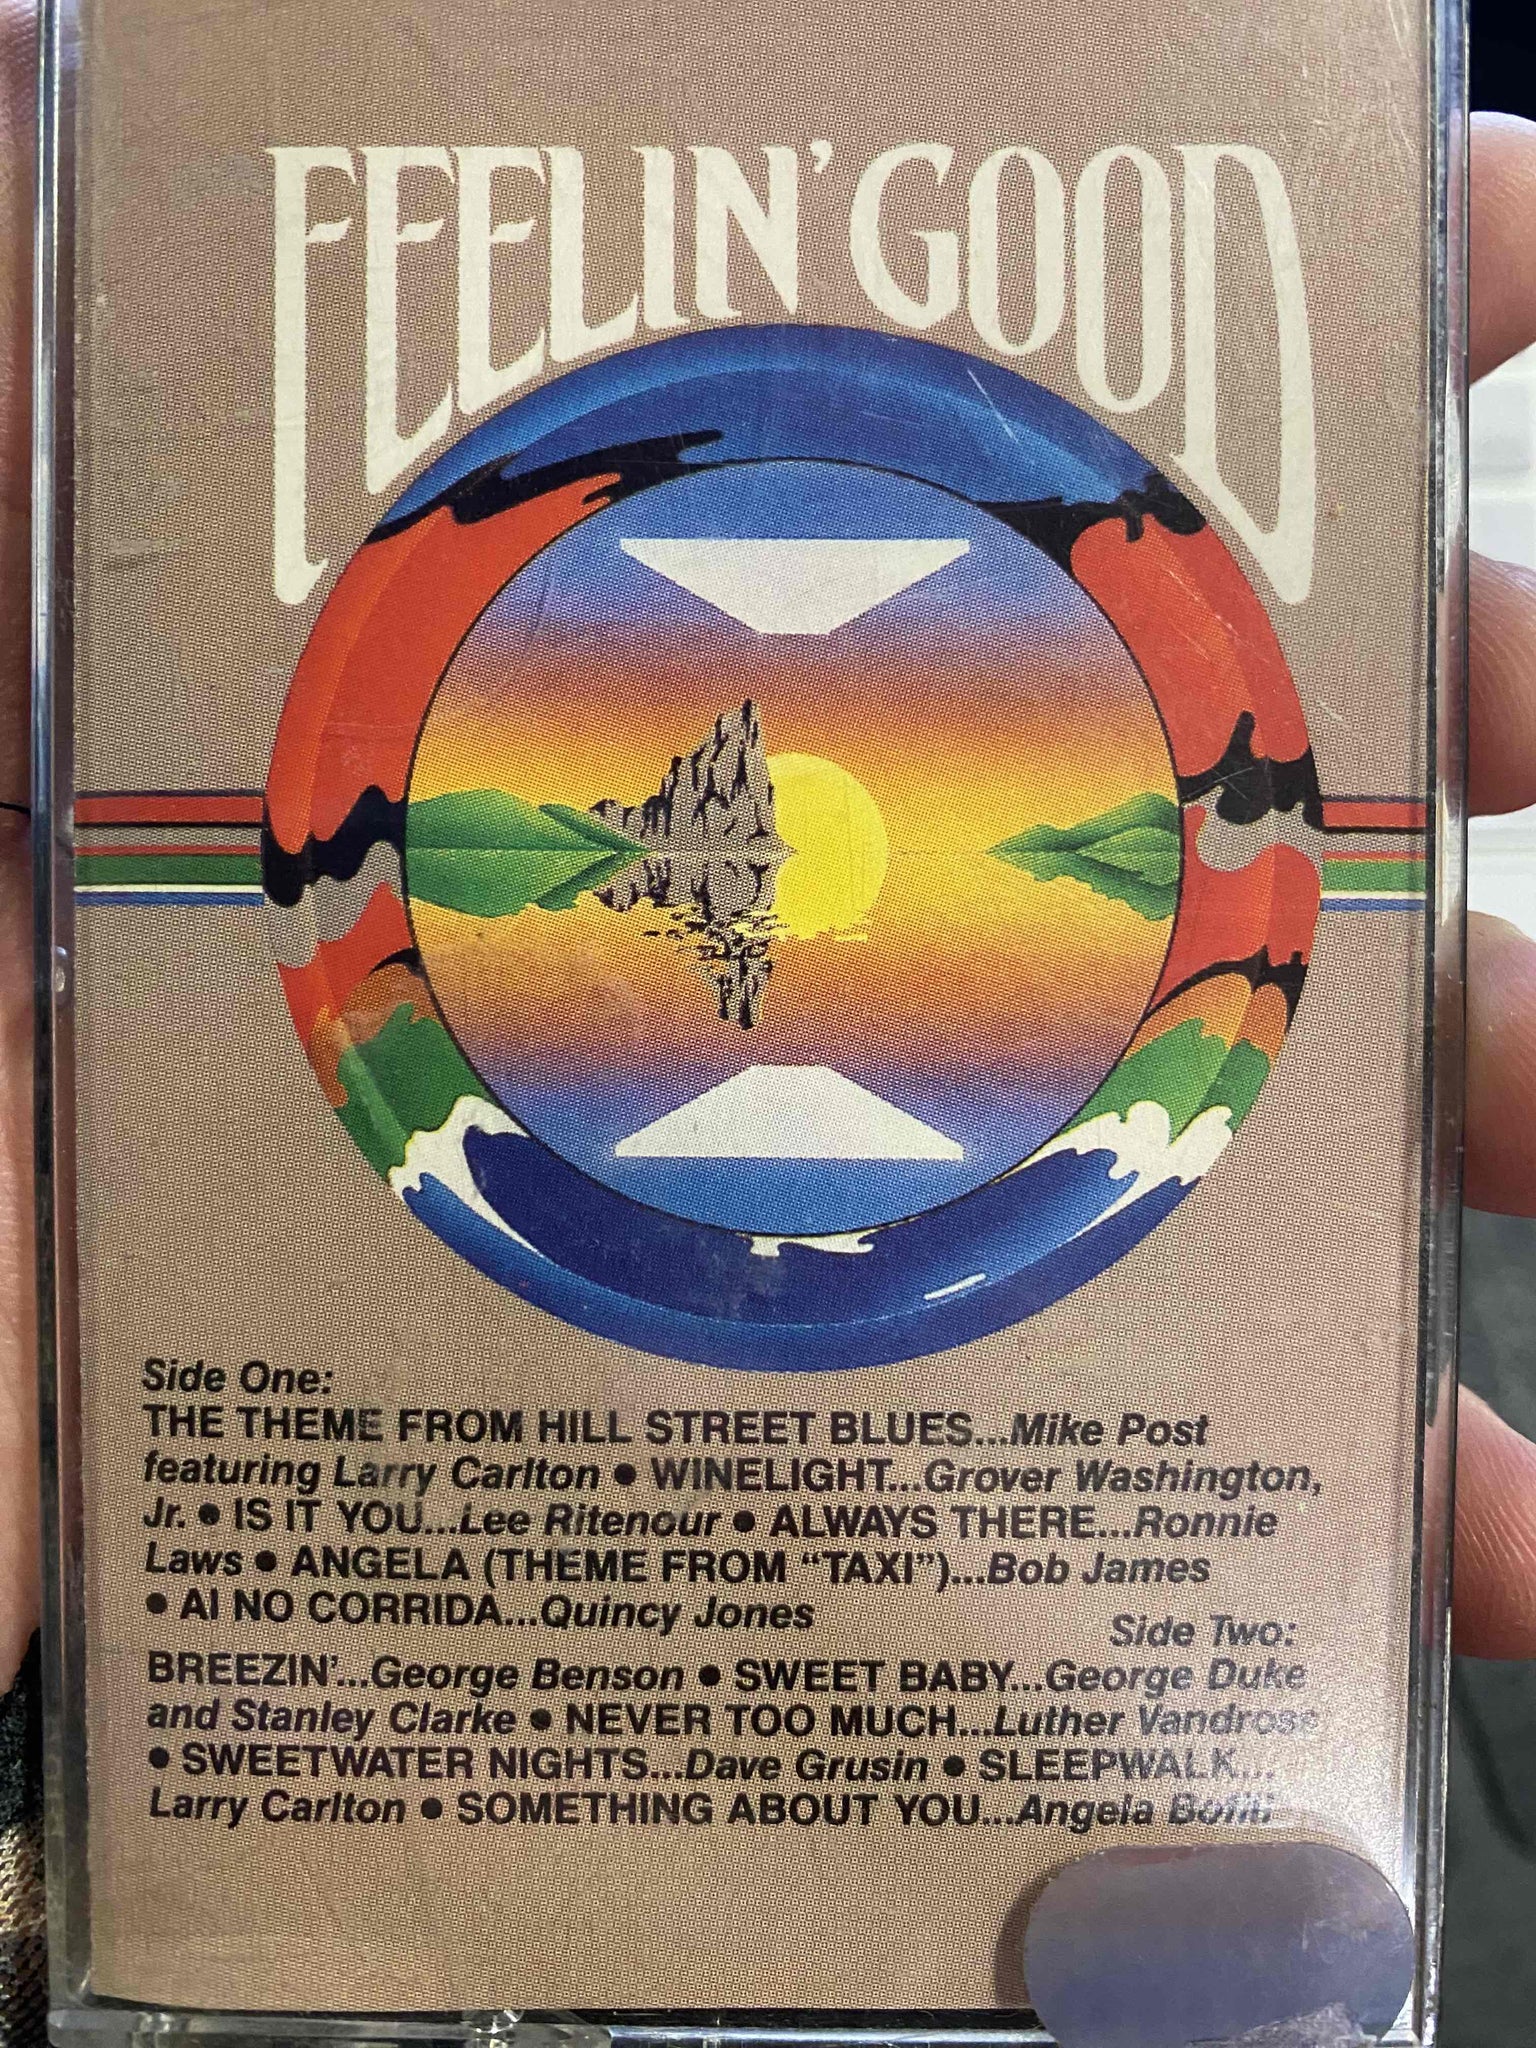 FEELIN' GOOD
Side One:
THE THEME FROM HILL STREET BLUES...Mike Post
featuring Larry Carlton • WINELIGHT...Grover Washington,
Jr. • IS IT YOU...Lee Ritenour • ALWAYS THERE...Ronnie
Laws • ANGELA (THEME FROM “TAXI”)...Bob James
• AI NO CORRIDA...Quincy Jones
Side Two:
BREEZIN'...George Benson • SWEET BABY...George Duke
and Stanley Clarke • NEVER TOO MUCH...Luther Vandross
• SWEETWATER NIGHTS...Dave Grusin • SLEEPWALK...
Larry Carlton • SOMETHING ABOUT YOU...Angela Bofill